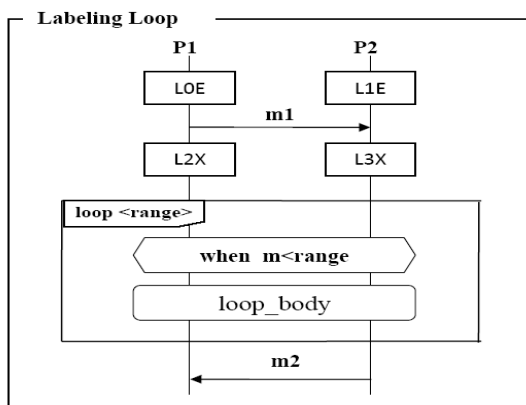 Labeling Loop
P1 P2
L0E L1E
m1
L2X L3X
loop <range>
when m<range
loop_body
m2